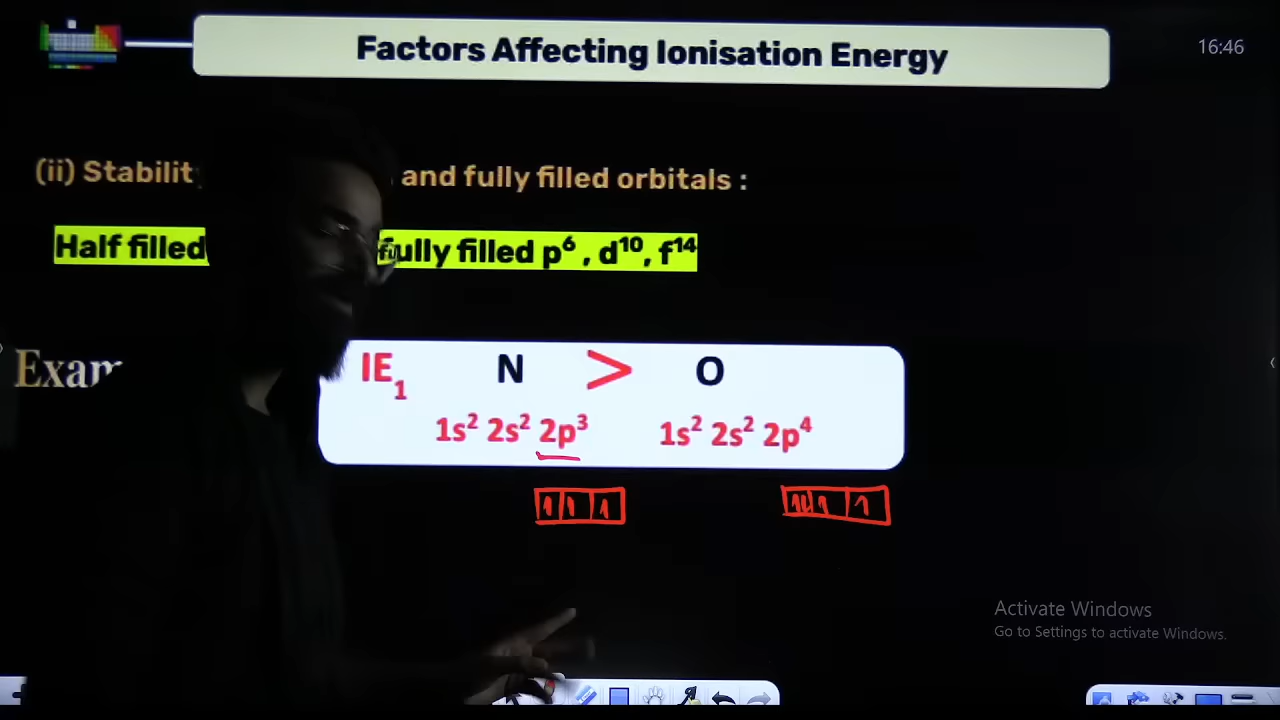 Factors Affecting Ionisation Energy
16:46
(ii) Stabilit and fully filled orbitals :
Half filled fully filled p⁶ , d¹⁰, f¹⁴
Exam
IE₁ N > O
1s² 2s² 2p³ 1s² 2s² 2p⁴
Activate Windows
Go to Settings to activate Windows.